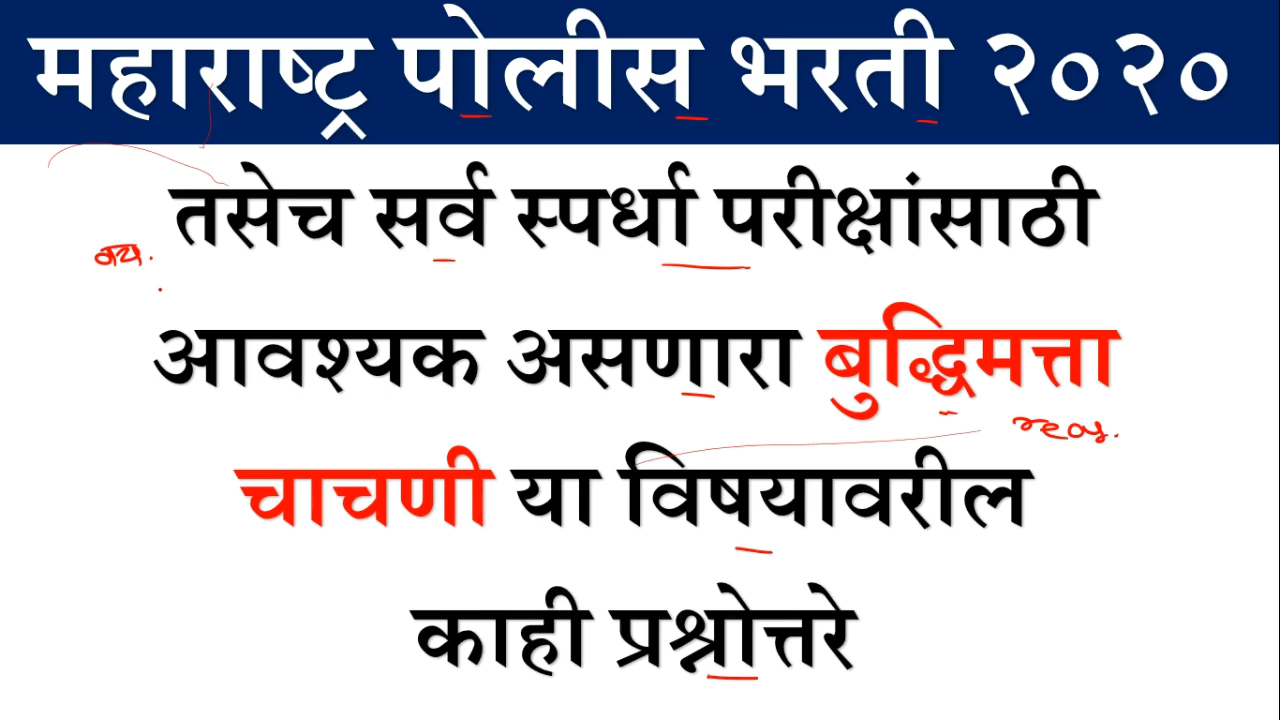 महाराष्ट्र पोलीस भरती २०२०
तसेच सर्व स्पर्धा परीक्षांसाठी
आवश्यक असणारा बुद्धिमत्ता
चाचणी या विषयावरील
काही प्रश्नोत्तरे